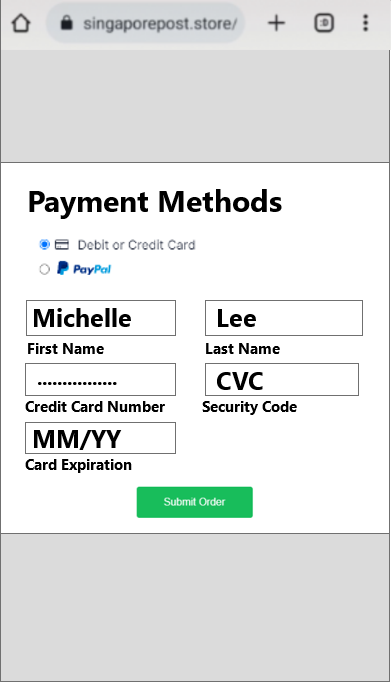 singaporepost.store/
Payment Methods
Debit or Credit Card
PayPal
Michelle Lee
First Name Last Name
................ CVC
Credit Card Number Security Code
MM/YY
Card Expiration
Submit Order